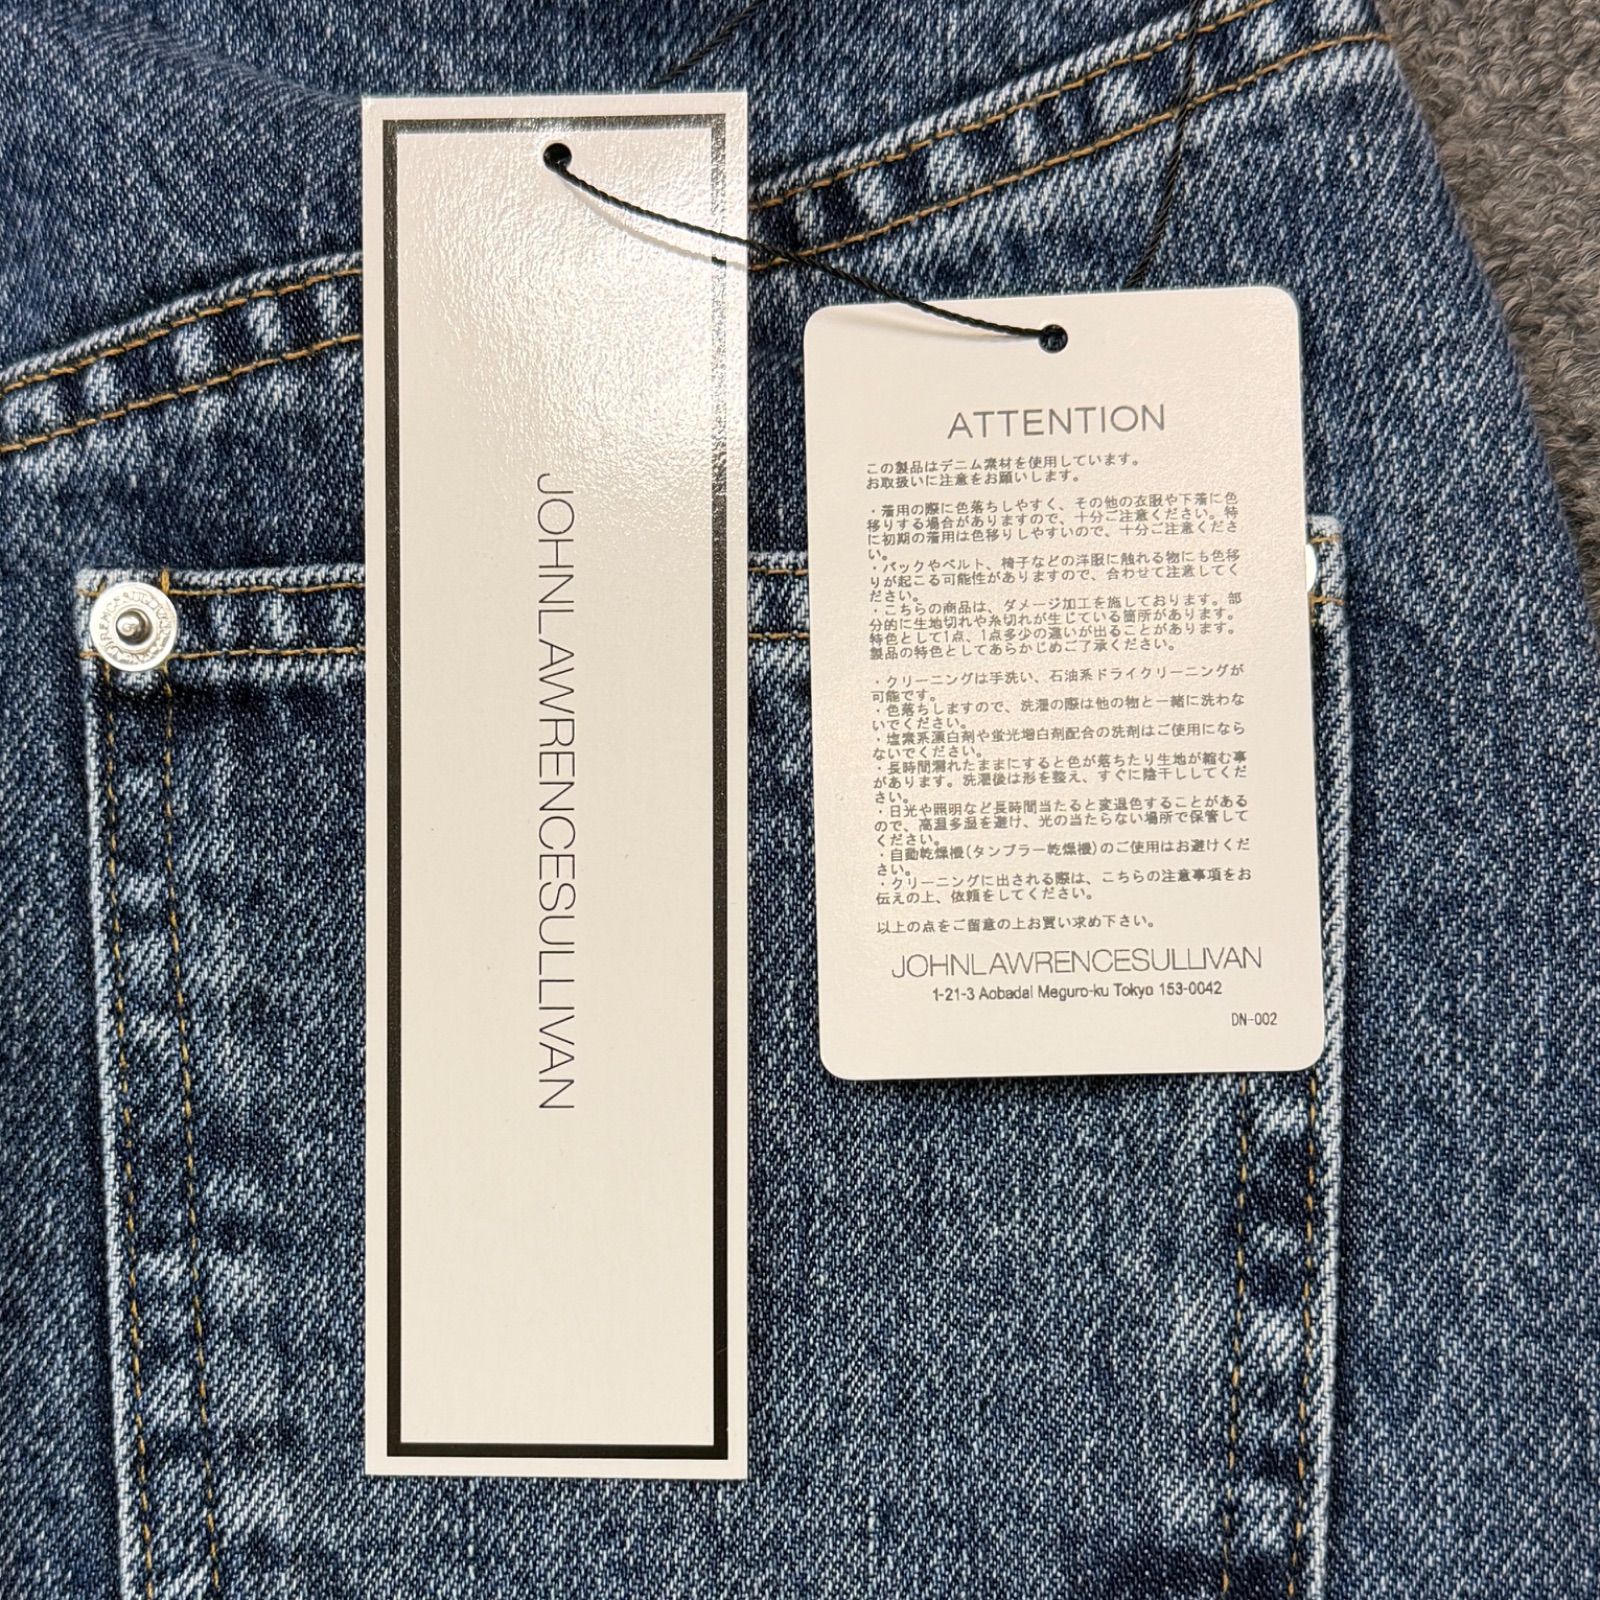 JOHNLAWRENCESULLIVAN
ATTENTION
この製品はデニム素材を使用しています。
お取扱いに注意をお願いします。
・着用の際に色落ちしやすく、その他の衣服や下着に色
移りする場合がありますので、十分ご注意ください。特
に初期の着用は色移りしやすいので、十分ご注意くださ
い。
・バックやベルト、椅子などの洋服に触れる物にも色移
りが起こる可能性がありますので、合わせて注意してく
ださい。
・こちらの商品は、ダメージ加工を施しております。部
分的に生地切れや糸切れが生じている箇所があります。
特色として1点、1点多少の違いが出ることがあります。
製品の特色としてあらかじめご了承ください。
・クリーニングは手洗い、石油系ドライクリーニングが
可能です。
・色落ちしますので、洗濯の際は他の物と一緒に洗わな
いでください。
・塩素系漂白剤や蛍光増白剤配合の洗剤はご使用になら
ないでください。
・長時間濡れたままにすると色が落ちたり生地が縮む事
があります。洗濯後は形を整え、すぐに陰干ししてくだ
さい。
・日光や照明など長時間当たると変退色することがある
ので、高温多湿を避け、光の当たらない場所で保管して
ください。
・自動乾燥機(タンブラー乾燥機)のご使用はお避けくだ
さい。
・クリーニングに出される際は、こちらの注意事項をお
伝えの上、依頼をしてください。
以上の点をご留意の上お買い求め下さい。
JOHNLAWRENCESULLIVAN
1-21-3 Aobadai Meguro-ku Tokyo 153-0042
DN-002